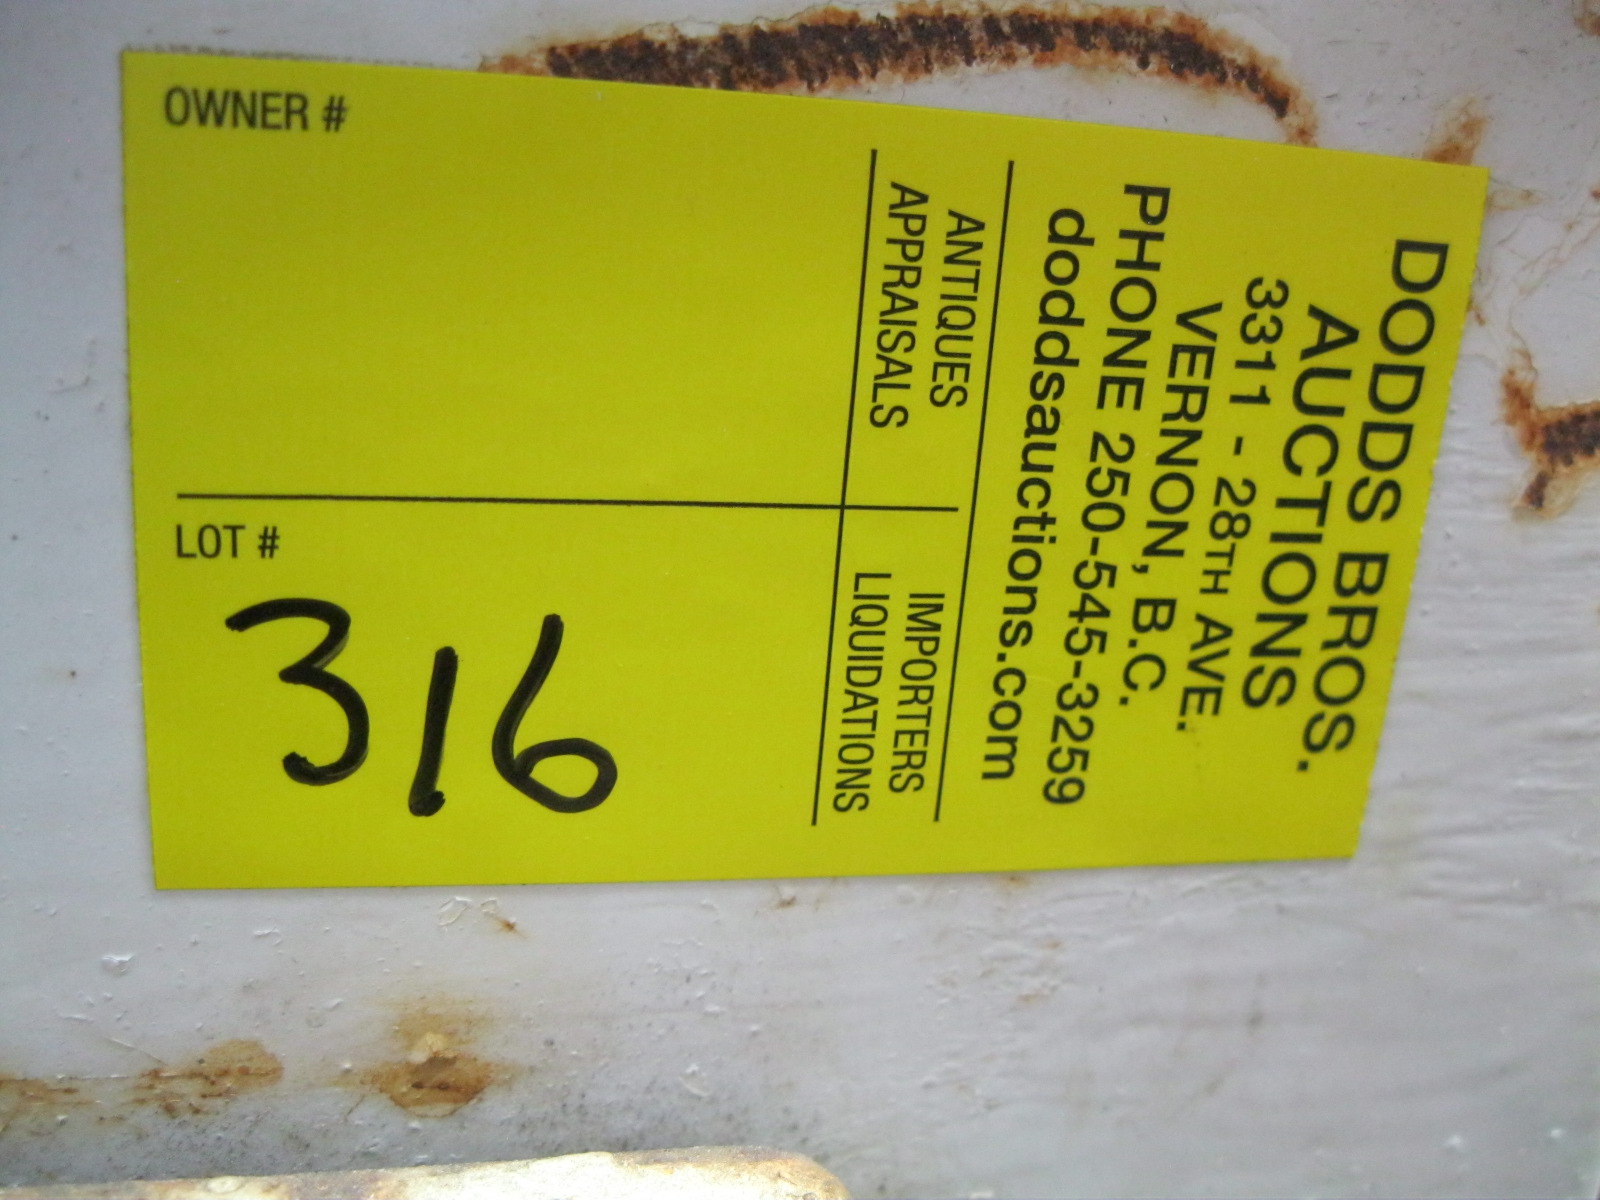 DODDS BROS.
AUCTIONS
3311 - 28TH AVE.
VERNON, B.C.
PHONE 250-545-3259
doddsauctions.com
ANTIQUES
APPRAISALS
IMPORTERS
LIQUIDATIONS
OWNER #
LOT #
316